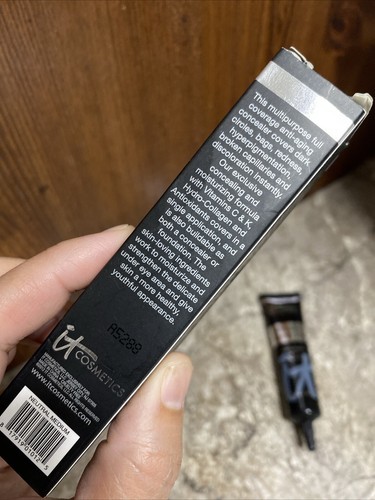 This multipurpose full
coverage anti-aging
concealer covers dark
circles, bags, redness,
hyperpigmentation,
broken capillaries and
discoloration instantly.
Our exclusive
concealing and
moisturizing formula
with Vitamins C & K,
Hydro-Collagen and
Antioxidants covers in a
single application, and
is also buildable as
both a concealer or
foundation. The
skin-loving ingredients
work to moisturize and
strengthen the delicate
under eye area and give
skin a more healthy,
youthful appearance.
A5288
iT
COSMETICS
www.itcosmetics.com
NEUTRAL MEDIUM
iT